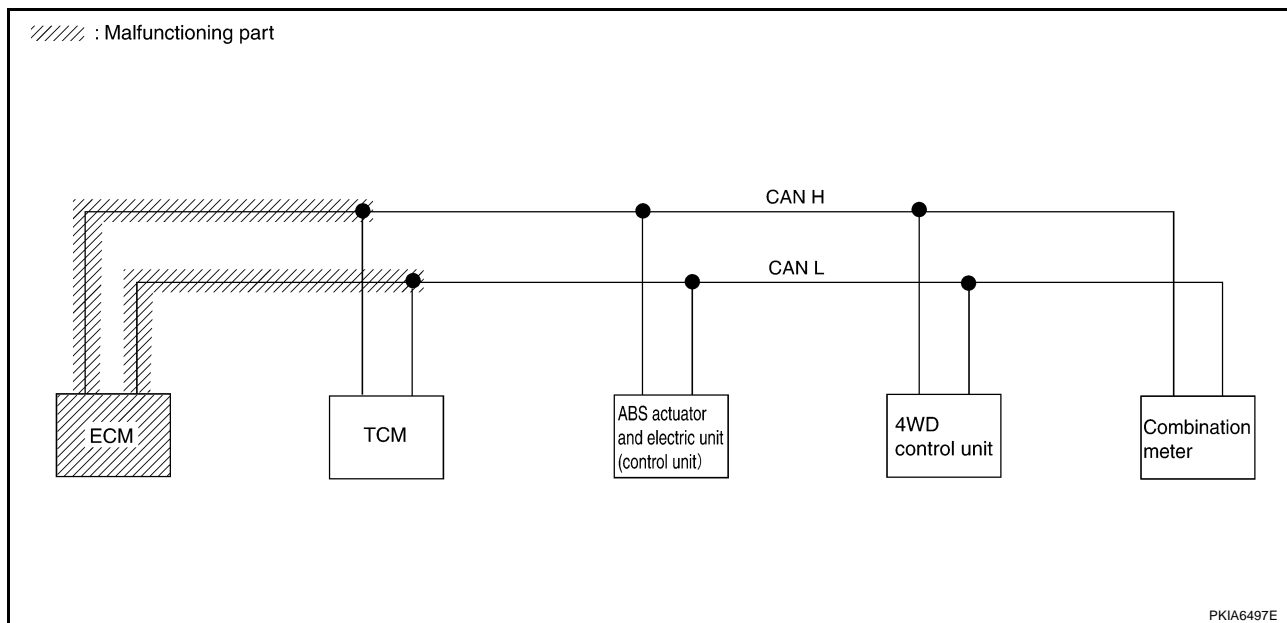 : Malfunctioning part
CAN H
CAN L
ECM
TCM
ABS actuator
and electric unit
(control unit)
4WD
control unit
Combination
meter
PKIA6497E